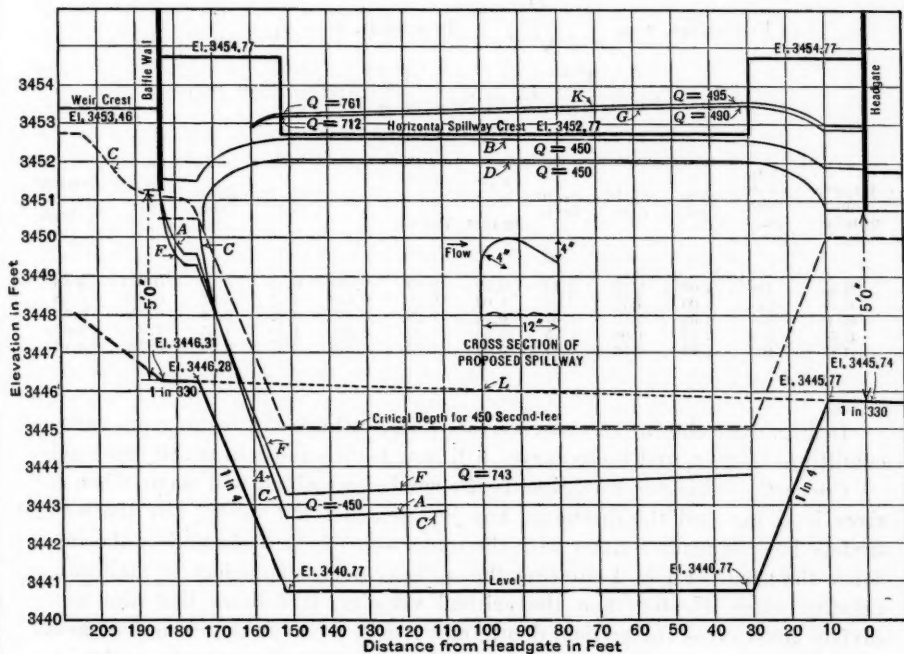 El. 3454.77
El. 3454.77
Baffle Wall
Headgate
Weir Crest
El. 3453.46
Q = 761
Q = 712
K
G
Q = 495
Q = 490
Horizontal Spillway Crest
El. 3452.77
B
Q = 450
D
Q = 450
C
A
F
C
Flow
4"
4"
12"
CROSS SECTION OF
PROPOSED SPILLWAY
5'0"
5'0"
El. 3446.31
El. 3446.28
1 in 330
L
El. 3445.77
El. 3445.74
1 in 330
Critical Depth for 450 Second-feet
F
A
C
F
Q = 743
Q = 450
A
C
1 in 4
1 in 4
El. 3440.77
Level
El. 3440.77
Elevation in Feet
3454
3453
3452
3451
3450
3449
3448
3447
3446
3445
3444
3443
3442
3441
3440
200 190 180 170 160 150 140 130 120 110 100 90 80 70 60 50 40 30 20 10 0
Distance from Headgate in Feet